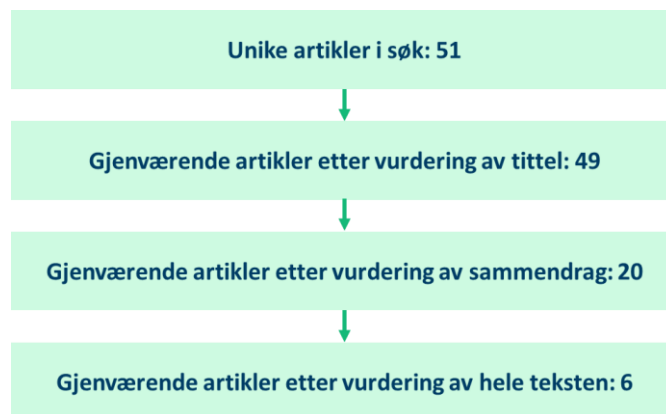 Unike artikler i søk: 51
Gjenværende artikler etter vurdering av tittel: 49
Gjenværende artikler etter vurdering av sammendrag: 20
Gjenværende artikler etter vurdering av hele teksten: 6